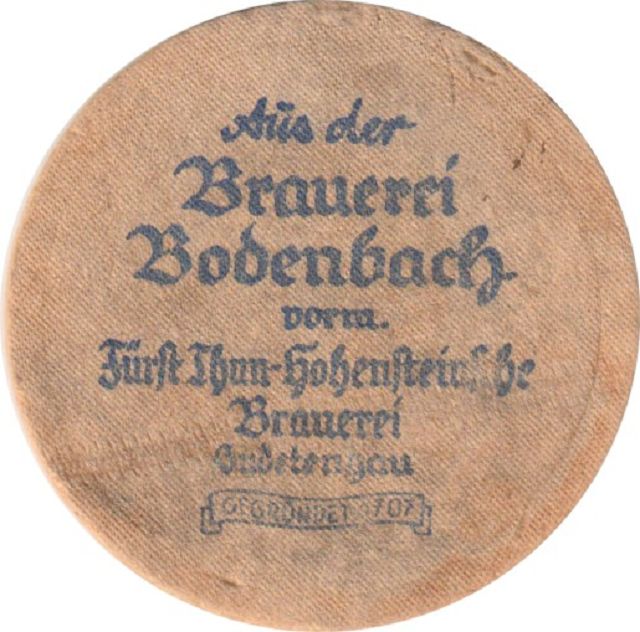 Aus der
Brauerei
Bodenbach
vorm.
Fürst Thun-Hohenstein'sche
Brauerei
Sudetengau
GEGRÜNDET 1707